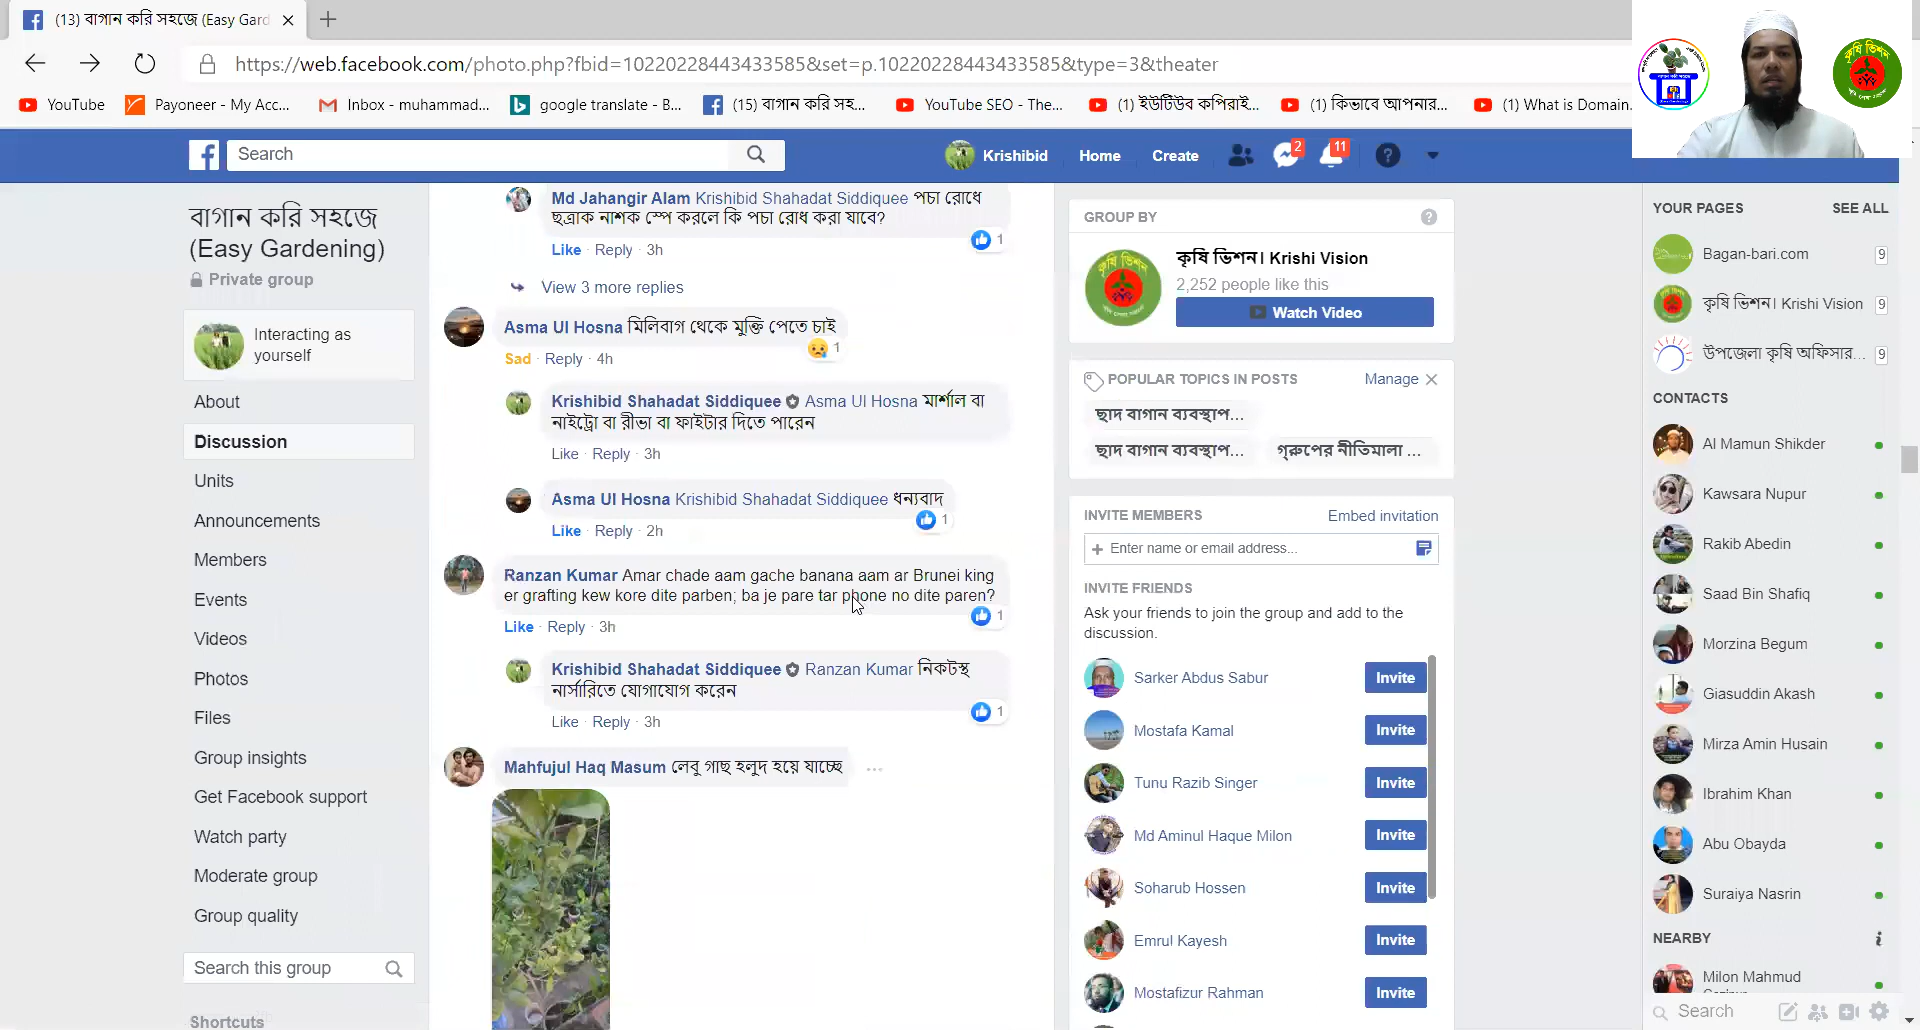 (13) বাগান করি সহজে (Easy Gard
https://web.facebook.com/photo.php?fbid=10220228443433585&set=p.10220228443433585&type=3&theater
YouTube
Payoneer - My Acc...
Inbox - muhammad...
google translate - B...
(15) বাগান করি সহ...
YouTube SEO - The...
(1) ইউটিউব কপিরাই...
(1) কিভাবে আপনার...
(1) What is Domain.
কৃষি ভিশন
Search
Krishibid
Home
Create
2
11
বাগান করি সহজে
(Easy Gardening)
Private group
Interacting as
yourself
About
Discussion
Units
Announcements
Members
Events
Videos
Photos
Files
Group insights
Get Facebook support
Watch party
Moderate group
Group quality
Search this group
Shortcuts
Md Jahangir Alam Krishibid Shahadat Siddiquee পচা রোধে
ছত্রাক নাশক স্পে করলে কি পচা রোধ করা যাবে?
1
Like · Reply · 3h
View 3 more replies
Asma Ul Hosna মিলিবাগ থেকে মুক্তি পেতে চাই
1
Sad · Reply · 4h
Krishibid Shahadat Siddiquee Asma Ul Hosna মার্শাল বা
নাইট্রো বা রীভা বা ফাইটার দিতে পারেন
Like · Reply · 3h
Asma Ul Hosna Krishibid Shahadat Siddiquee ধন্যবাদ
1
Like · Reply · 2h
Ranzan Kumar Amar chade aam gache banana aam ar Brunei king
er grafting kew kore dite parben; ba je pare tar phone no dite paren?
1
Like · Reply · 3h
Krishibid Shahadat Siddiquee Ranzan Kumar নিকটস্থ
নার্সারিতে যোগাযোগ করেন
1
Like · Reply · 3h
Mahfujul Haq Masum লেবু গাছ হলুদ হয়ে যাচ্ছে
GROUP BY
কৃষি ভিশন
কৃষি ভিশন। Krishi Vision
2,252 people like this
Watch Video
POPULAR TOPICS IN POSTS
Manage
ছাদ বাগান ব্যবস্থাপ...
ছাদ বাগান ব্যবস্থাপ...
গ্রুপের নীতিমালা ...
INVITE MEMBERS
Embed invitation
+ Enter name or email address...
INVITE FRIENDS
Ask your friends to join the group and add to the
discussion.
Sarker Abdus Sabur
Invite
Mostafa Kamal
Invite
Tunu Razib Singer
Invite
Md Aminul Haque Milon
Invite
Soharub Hossen
Invite
Emrul Kayesh
Invite
Mostafizur Rahman
Invite
YOUR PAGES
SEE ALL
Bagan-bari.com
9
কৃষি ভিশন। Krishi Vision
9
উপজেলা কৃষি অফিসার...
9
CONTACTS
Al Mamun Shikder
Kawsara Nupur
Rakib Abedin
Saad Bin Shafiq
Morzina Begum
Giasuddin Akash
Mirza Amin Husain
Ibrahim Khan
Abu Obayda
Suraiya Nasrin
NEARBY
Milon Mahmud
Search